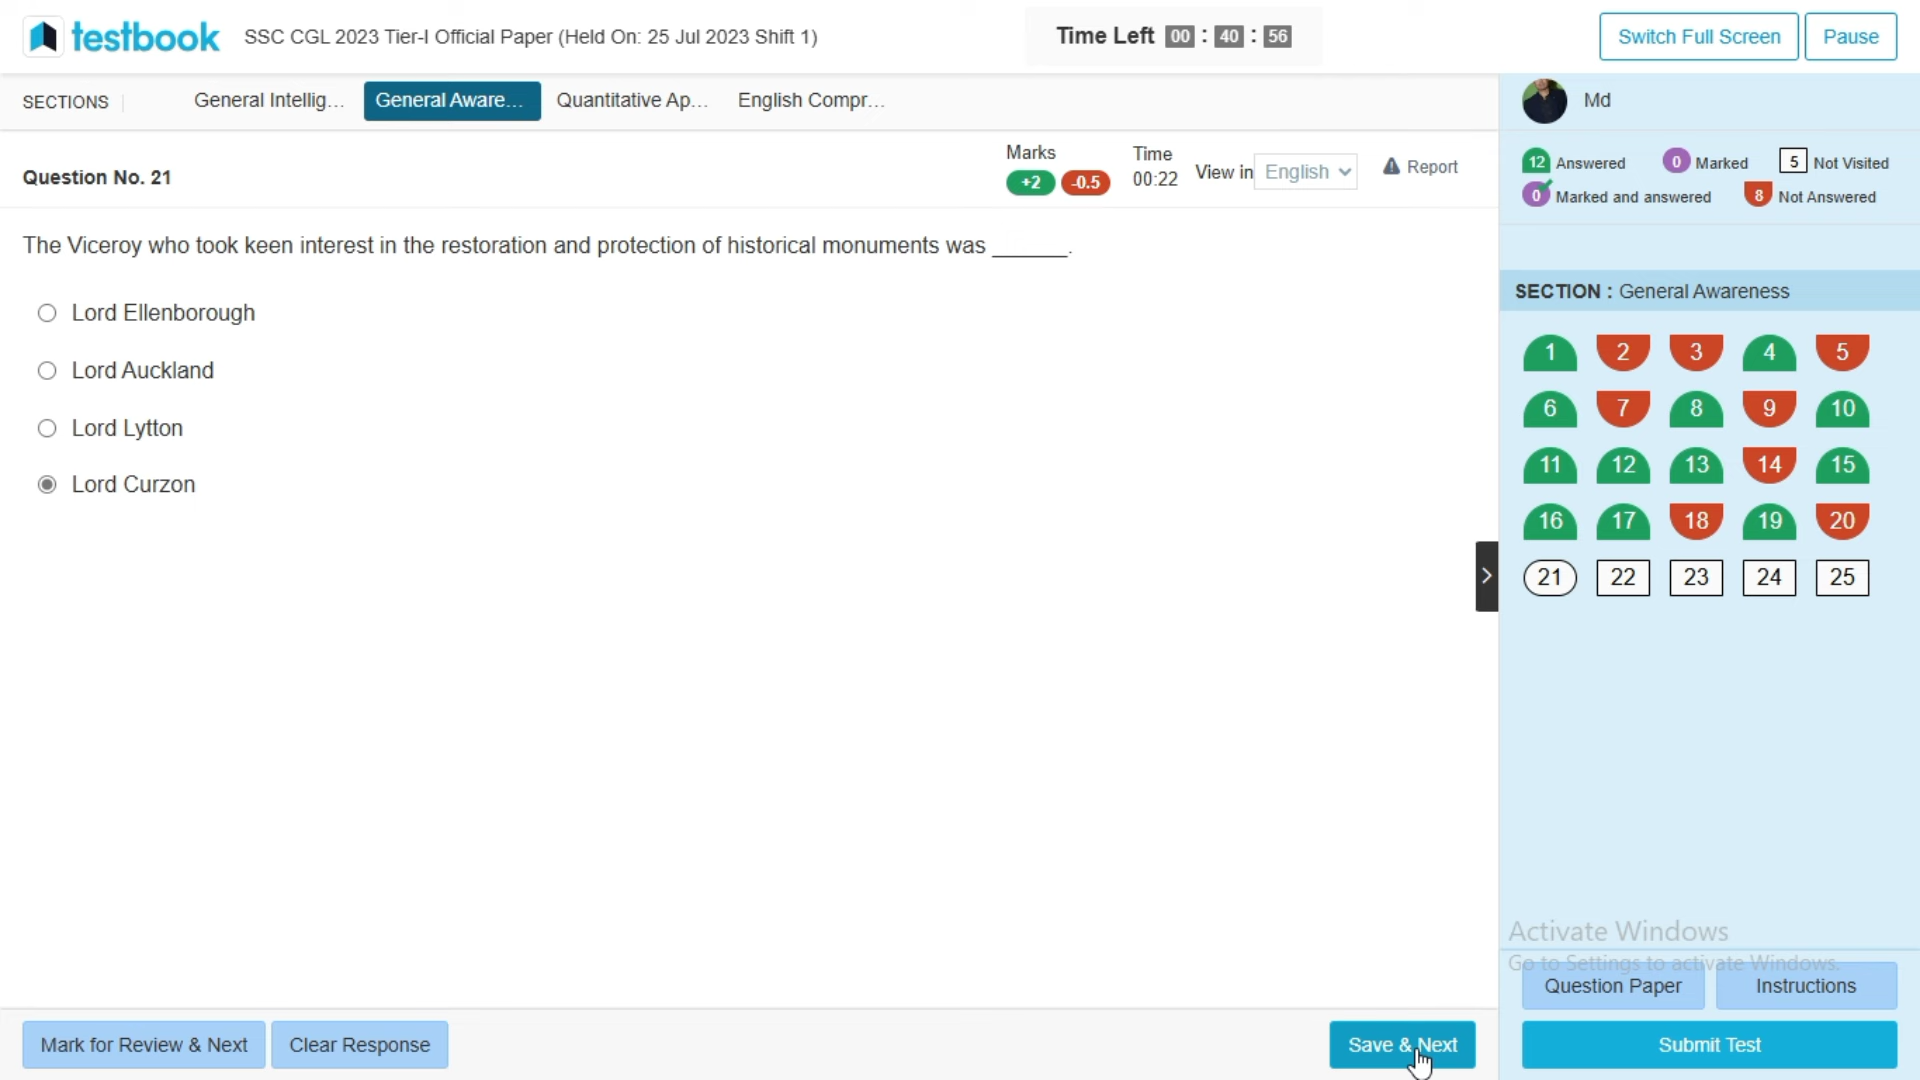 testbook SSC CGL 2023 Tier-I Official Paper (Held On: 25 Jul 2023 Shift 1) Time Left 00 : 40 : 56 Switch Full Screen Pause
SECTIONS General Intellig... General Aware... Quantitative Ap... English Compr... Md
Question No. 21
Marks
+2 -0.5
Time
00:22
View in English Report
12 Answered 0 Marked 5 Not Visited
0 Marked and answered 8 Not Answered
The Viceroy who took keen interest in the restoration and protection of historical monuments was ______.
Lord Ellenborough
Lord Auckland
Lord Lytton
Lord Curzon
SECTION : General Awareness
1 2 3 4 5
6 7 8 9 10
11 12 13 14 15
16 17 18 19 20
21 22 23 24 25
Activate Windows
Go to Settings to activate Windows.
Question Paper Instructions
Mark for Review & Next Clear Response Save & Next Submit Test